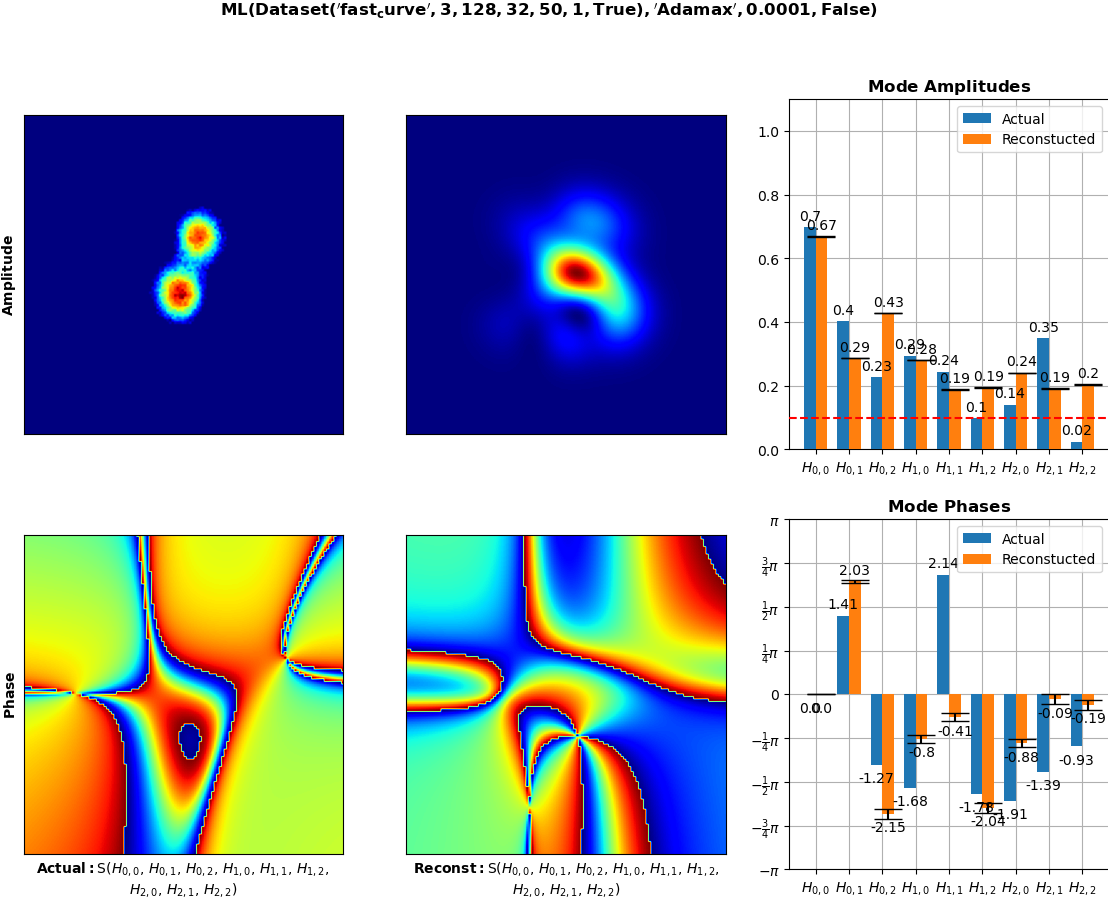 ML(Dataset('fast_curve', 3, 128, 32, 50, 1, True), 'Adamax', 0.0001, False)
Amplitude
Mode Amplitudes
Actual
Reconstucted
1.0
0.8
0.6
0.4
0.2
0.0
0.7
0.67
0.4
0.29
0.23
0.43
0.29
0.28
0.24
0.19
0.1
0.19
0.14
0.24
0.35
0.19
0.02
0.2
H0,0 H0,1 H0,2 H1,0 H1,1 H1,2 H2,0 H2,1 H2,2
Phase
Mode Phases
Actual
Reconstucted
π
3/4π
1/2π
1/4π
0
−1/4π
−1/2π
−3/4π
−π
0.0
0.0
1.41
2.03
-1.27
-2.15
-1.68
-0.8
2.14
-0.41
-1.78
-2.04
-1.91
-0.88
-1.39
-0.09
-0.93
-0.19
H0,0 H0,1 H0,2 H1,0 H1,1 H1,2 H2,0 H2,1 H2,2
Actual: S(H0,0, H0,1, H0,2, H1,0, H1,1, H1,2,
H2,0, H2,1, H2,2)
Reconst: S(H0,0, H0,1, H0,2, H1,0, H1,1, H1,2,
H2,0, H2,1, H2,2)